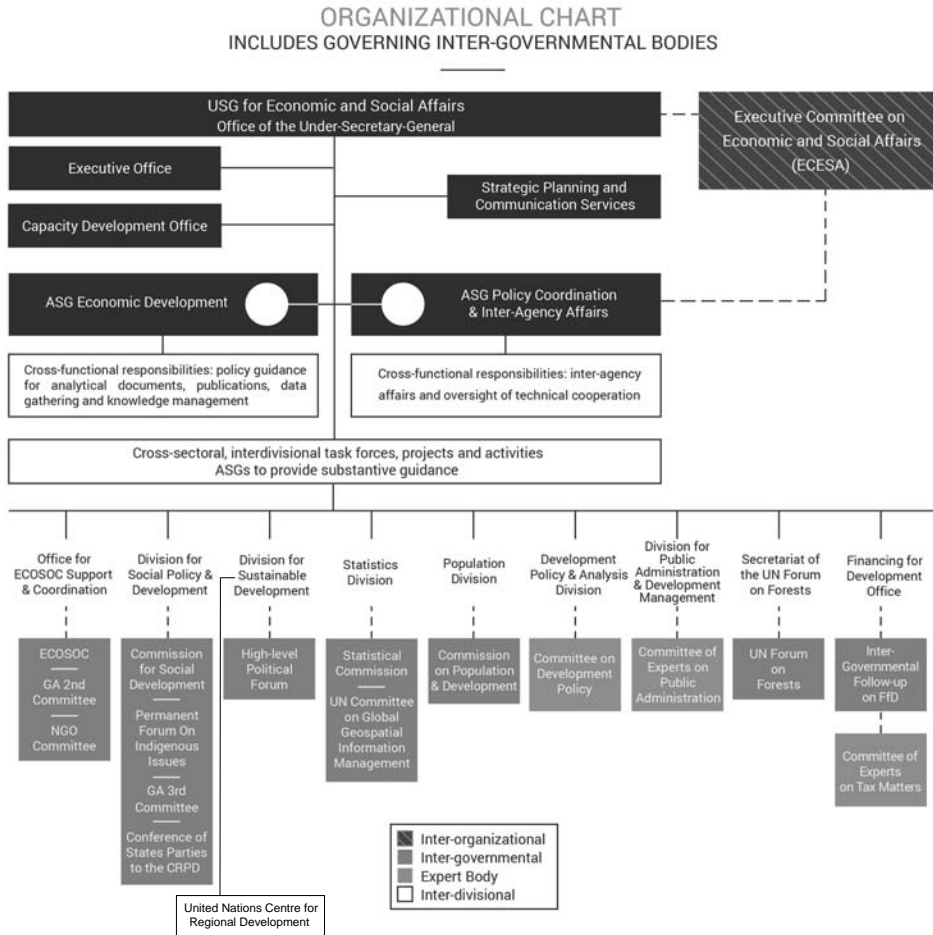 ORGANIZATIONAL CHART
INCLUDES GOVERNING INTER-GOVERNMENTAL BODIES
USG for Economic and Social Affairs
Office of the Under-Secretary-General
Executive Committee on
Economic and Social Affairs
(ECESA)
Executive Office
Strategic Planning and
Communication Services
Capacity Development Office
ASG Economic Development
ASG Policy Coordination
& Inter-Agency Affairs
Cross-functional responsibilities: policy guidance
for analytical documents, publications, data
gathering and knowledge management
Cross-functional responsibilities: inter-agency
affairs and oversight of technical cooperation
Cross-sectoral, interdivisional task forces, projects and activities
ASGs to provide substantive guidance
Office for
ECOSOC Support
& Coordination
Division for
Social Policy &
Development
Division for
Sustainable
Development
Statistics
Division
Population
Division
Development
Policy & Analysis
Division
Division for
Public
Administration
& Development
Management
Secretariat of
the UN Forum
on Forests
Financing for
Development
Office
ECOSOC
GA 2nd
Committee
NGO
Committee
Commission
for Social
Development
Permanent
Forum On
Indigenous
Issues
GA 3rd
Committee
Conference of
States Parties
to the CRPD
High-level
Political
Forum
Statistical
Commission
UN Committee
on Global
Geospatial
Information
Management
Commission
on Population
& Development
Committee on
Development
Policy
Committee of
Experts on
Public
Administration
UN Forum
on
Forests
Inter-
Governmental
Follow-up
on FfD
Committee of
Experts
on Tax Matters
Inter-organizational
Inter-governmental
Expert Body
Inter-divisional
United Nations Centre for
Regional Development